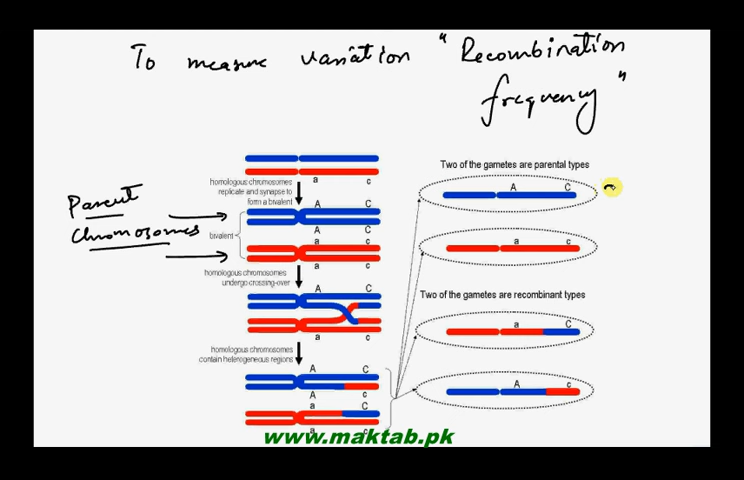 To measure variation "Recombination
frequency"
Two of the gametes are parental types
a c
homologous chromosomes
replicate and synapse to
form a bivalent
A C
A C
Parent
Chromosomes
bivalent
A C
a c
a c
a c
homologous chromosomes
undergo crossing-over
A C
Two of the gametes are recombinant types
a C
a c
homologous chromosomes
contain heterogeneous regions
A C
A c
A c
a C
www.maktab.pk
a c